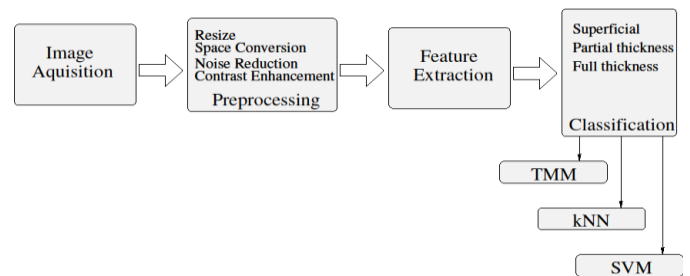 Image
Aquisition
Resize
Space Conversion
Noise Reduction
Contrast Enhancement
Preprocessing
Feature
Extraction
Superficial
Partial thickness
Full thickness
Classification
TMM
kNN
SVM